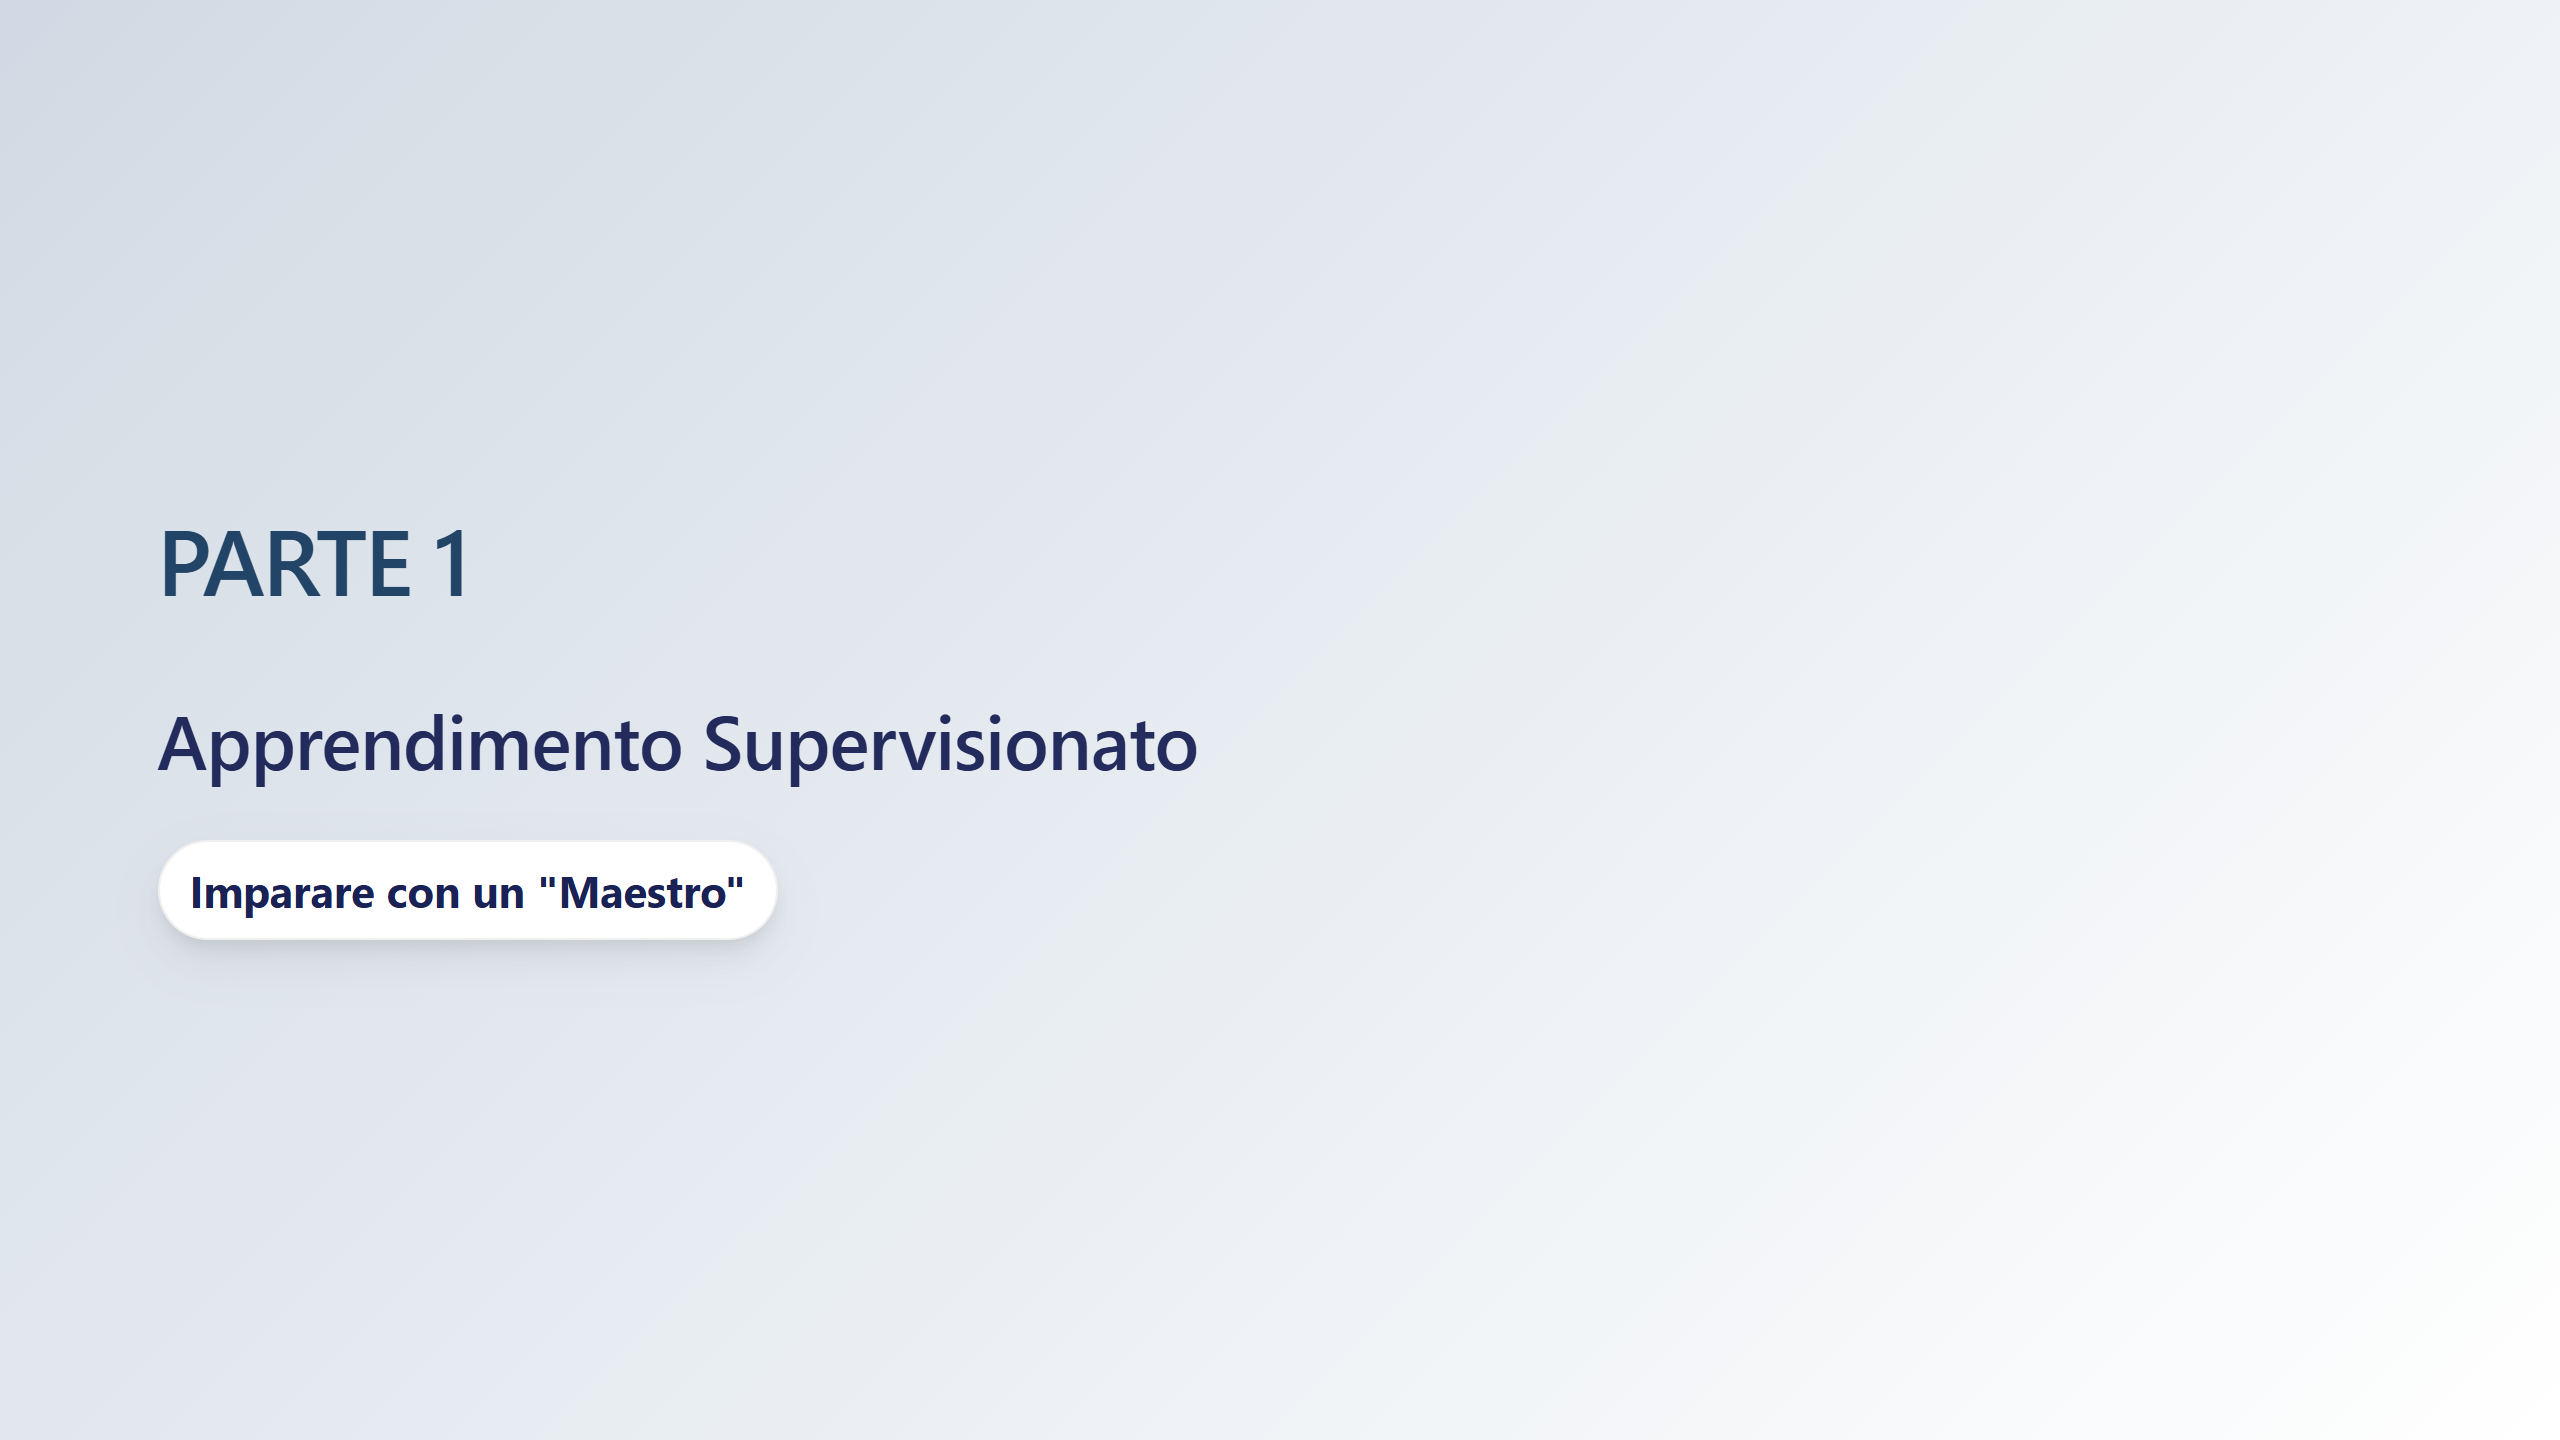 PARTE 1
Apprendimento Supervisionato
Imparare con un "Maestro"